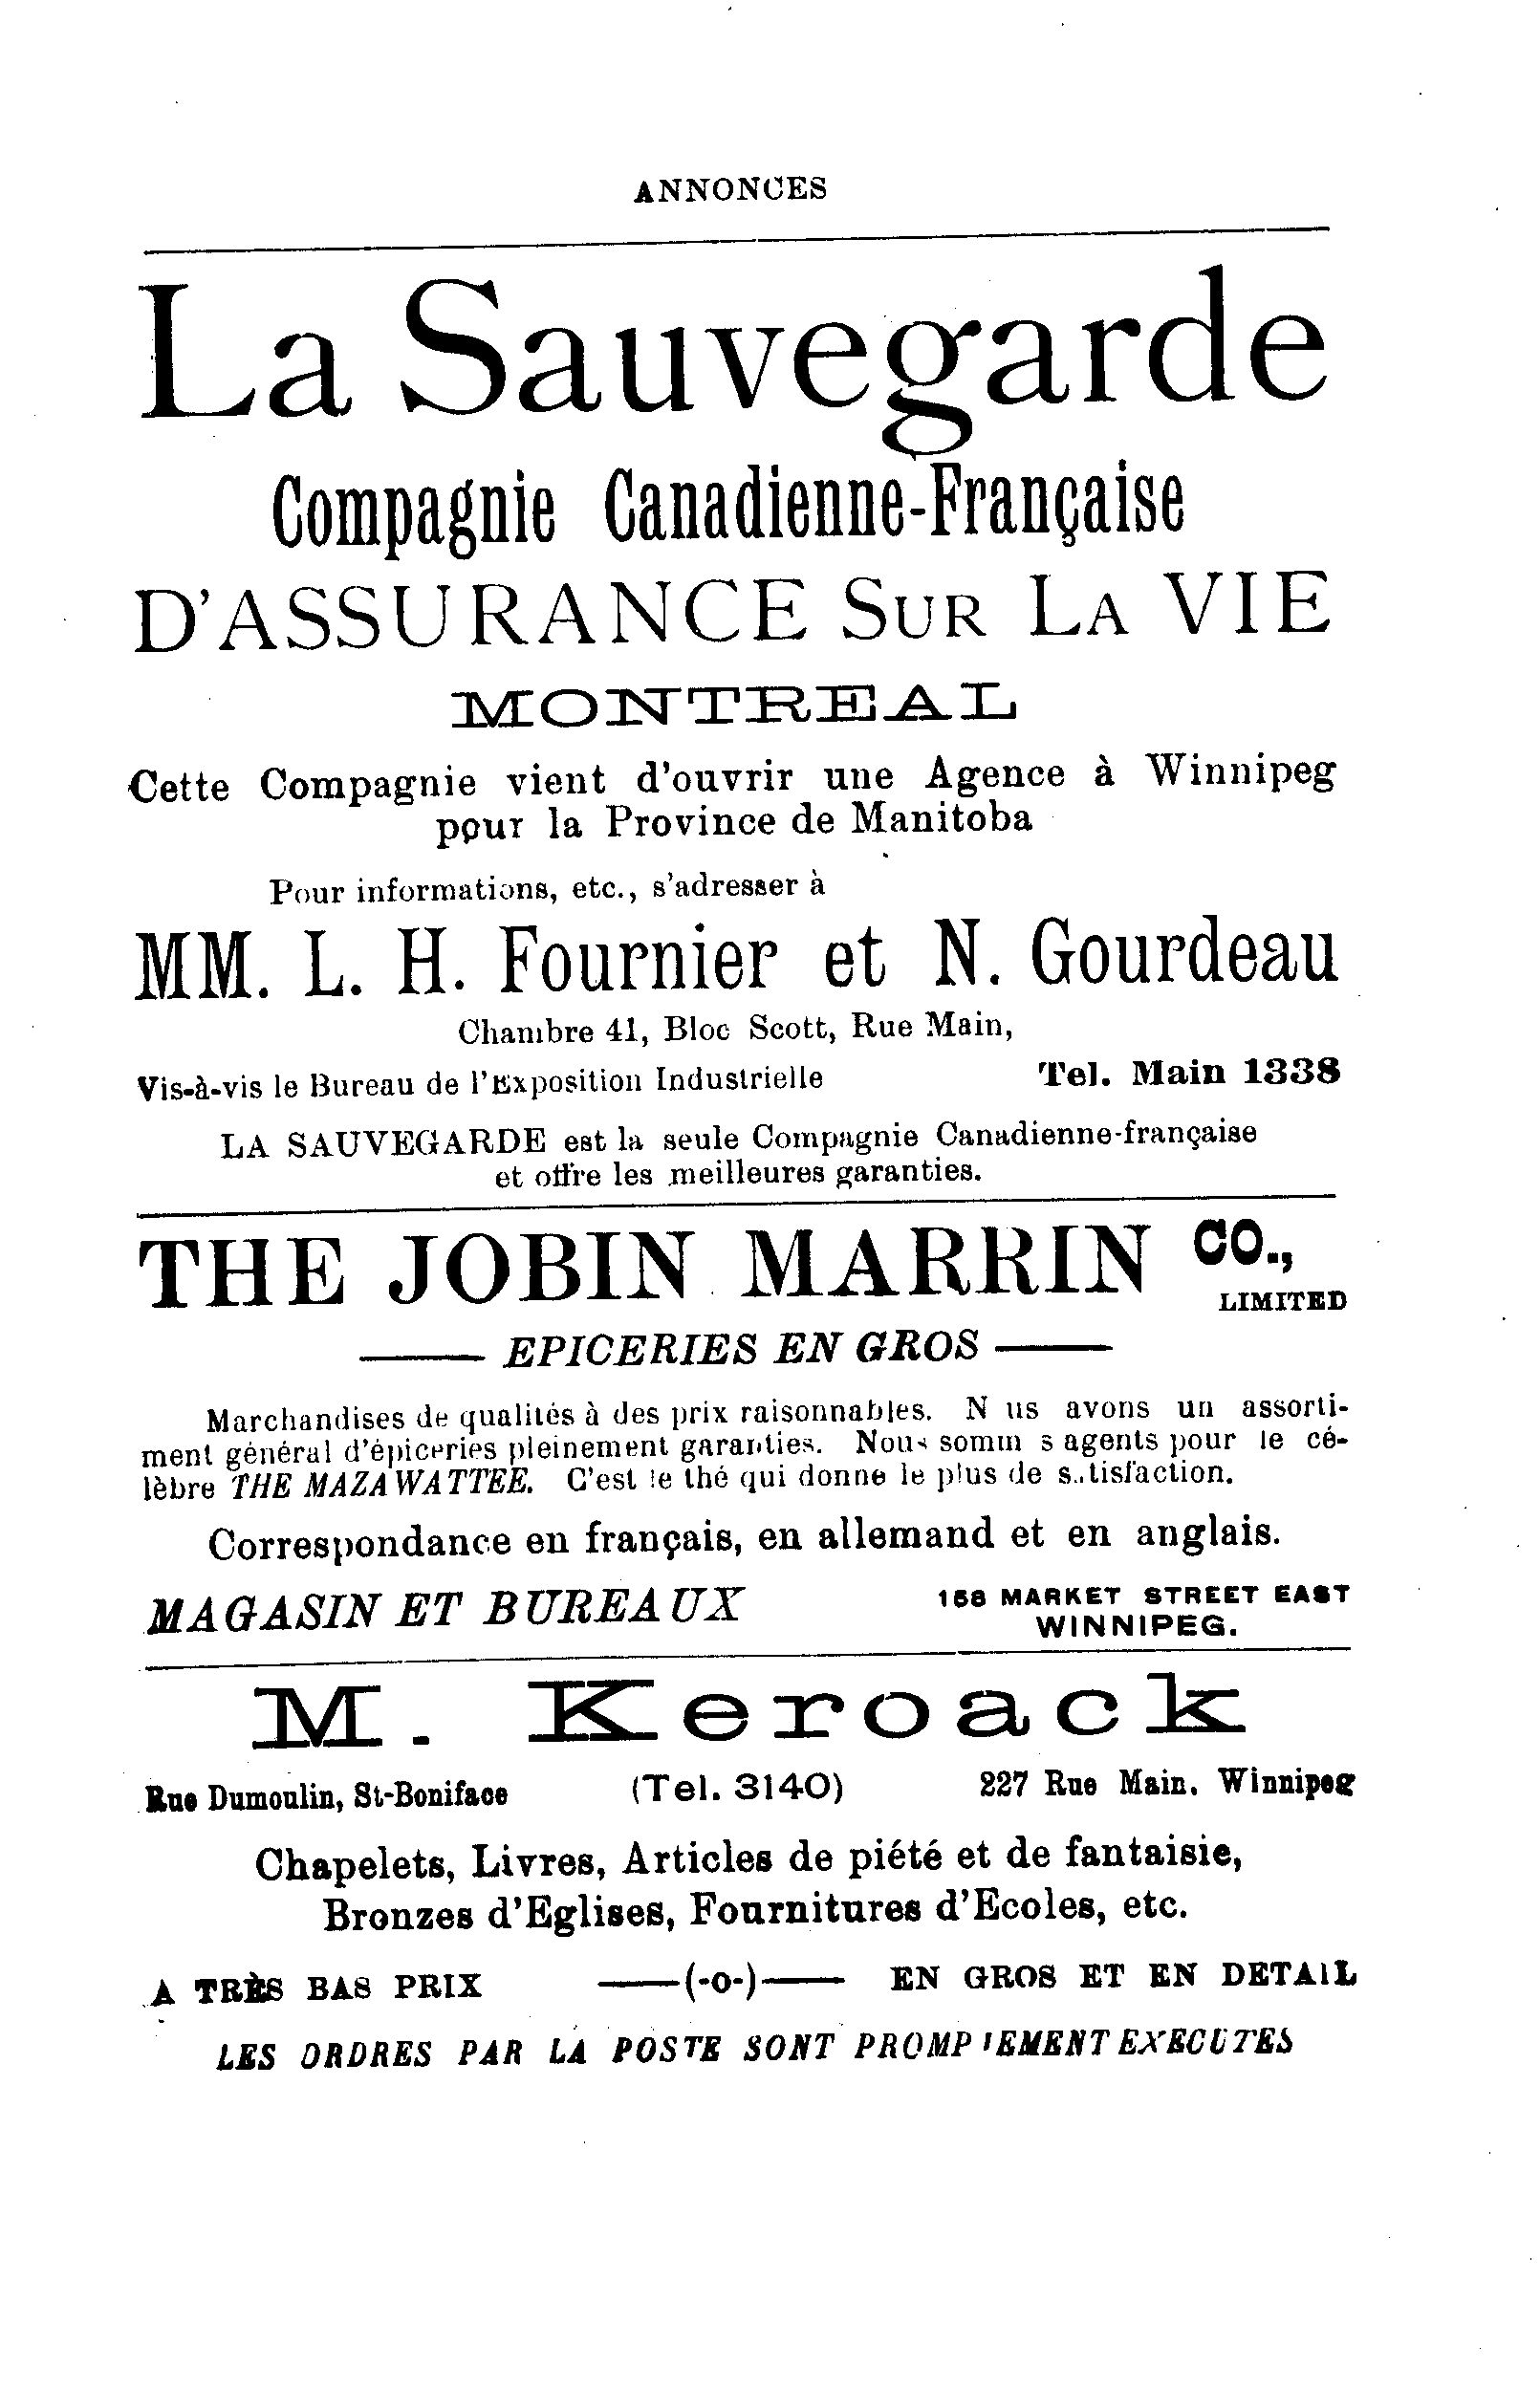 ANNONCES
La Sauvegarde
Compagnie Canadienne-Française
D'ASSURANCE SUR LA VIE
MONTREAL
Cette Compagnie vient d'ouvrir une Agence à Winnipeg
pour la Province de Manitoba
Pour informations, etc., s'adresser à
MM. L. H. Fournier et N. Gourdeau
Chambre 41, Bloc Scott, Rue Main,
Vis-à-vis le Bureau de l'Exposition Industrielle Tel. Main 1338
LA SAUVEGARDE est la seule Compagnie Canadienne-française
et offre les meilleures garanties.
THE JOBIN MARRIN CO.,
LIMITED
—— EPICERIES EN GROS ——
Marchandises de qualités à des prix raisonnables. N us avons un assorti-
ment général d'épiceries pleinement garanties. Nous somm s agents pour le cé-
lèbre THE MAZAWATTEE. C'est le thé qui donne le plus de satisfaction.
Correspondance en français, en allemand et en anglais.
MAGASIN ET BUREAUX 158 MARKET STREET EAST
WINNIPEG.
M. Keroack
Rue Dumoulin, St-Boniface (Tel. 3140) 227 Rue Main. Winnipeg
Chapelets, Livres, Articles de piété et de fantaisie,
Bronzes d'Eglises, Fournitures d'Ecoles, etc.
A TRÈS BAS PRIX ——(-o-)—— EN GROS ET EN DETAIL
LES ORDRES PAR LA POSTE SONT PROMPTEMENT EXECUTES